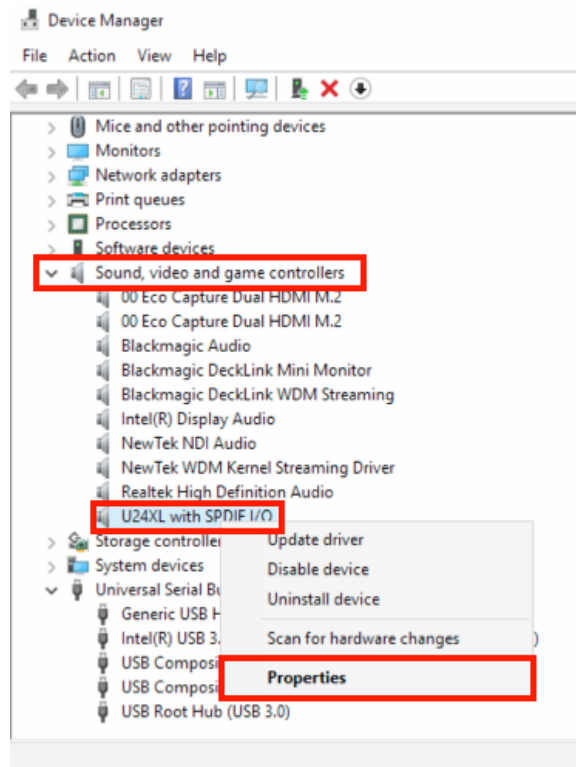 Device Manager
File Action View Help
Mice and other pointing devices
Monitors
Network adapters
Print queues
Processors
Software devices
Sound, video and game controllers
00 Eco Capture Dual HDMI M.2
00 Eco Capture Dual HDMI M.2
Blackmagic Audio
Blackmagic DeckLink Mini Monitor
Blackmagic DeckLink WDM Streaming
Intel(R) Display Audio
NewTek NDI Audio
NewTek WDM Kernel Streaming Driver
Realtek High Definition Audio
U24XL with SPDIF I/O
Storage controller
System devices
Universal Serial Bu
Generic USB H
Intel(R) USB 3. )
USB Composi
USB Composi
USB Root Hub (USB 3.0)
Update driver
Disable device
Uninstall device
Scan for hardware changes
Properties